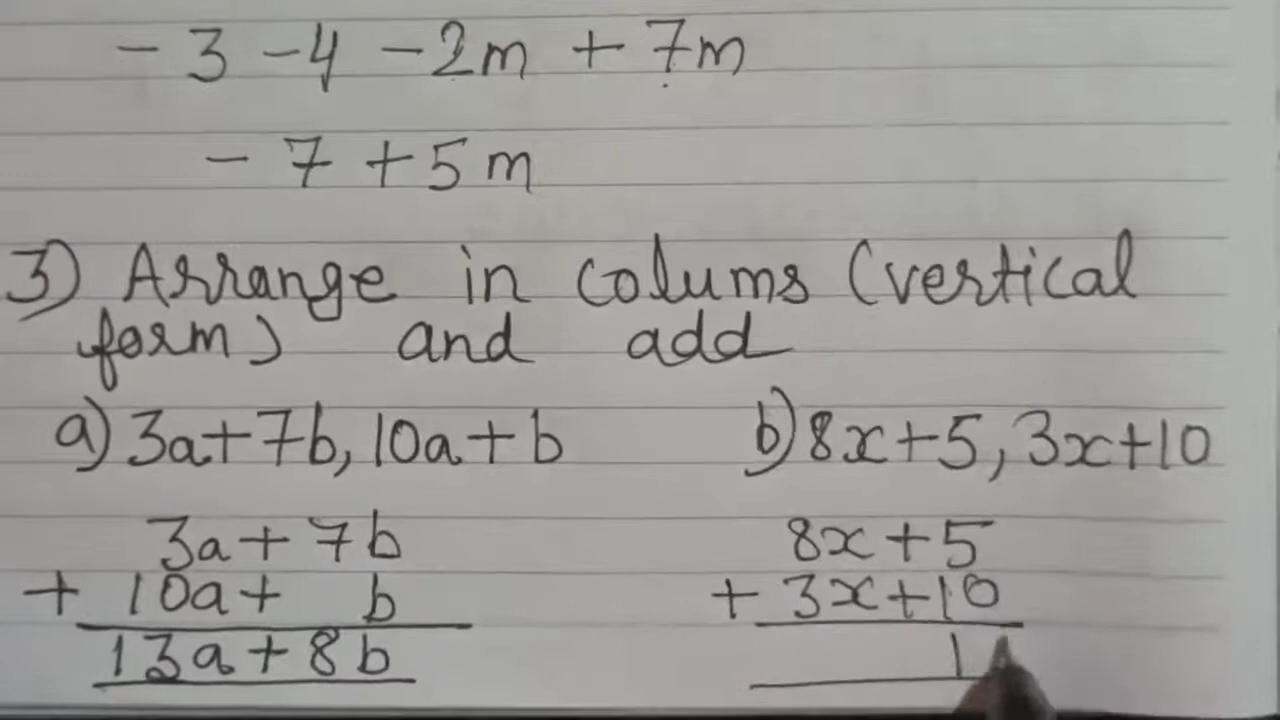 - 3 - 4 - 2m + 7m
- 7 + 5m
3) Arrange in colums (vertical
form) and add
a) 3a+7b, 10a+b b) 8x+5, 3x+10
3a + 7b 8x + 5
+ 10a + b + 3x + 10
13a + 8b 1